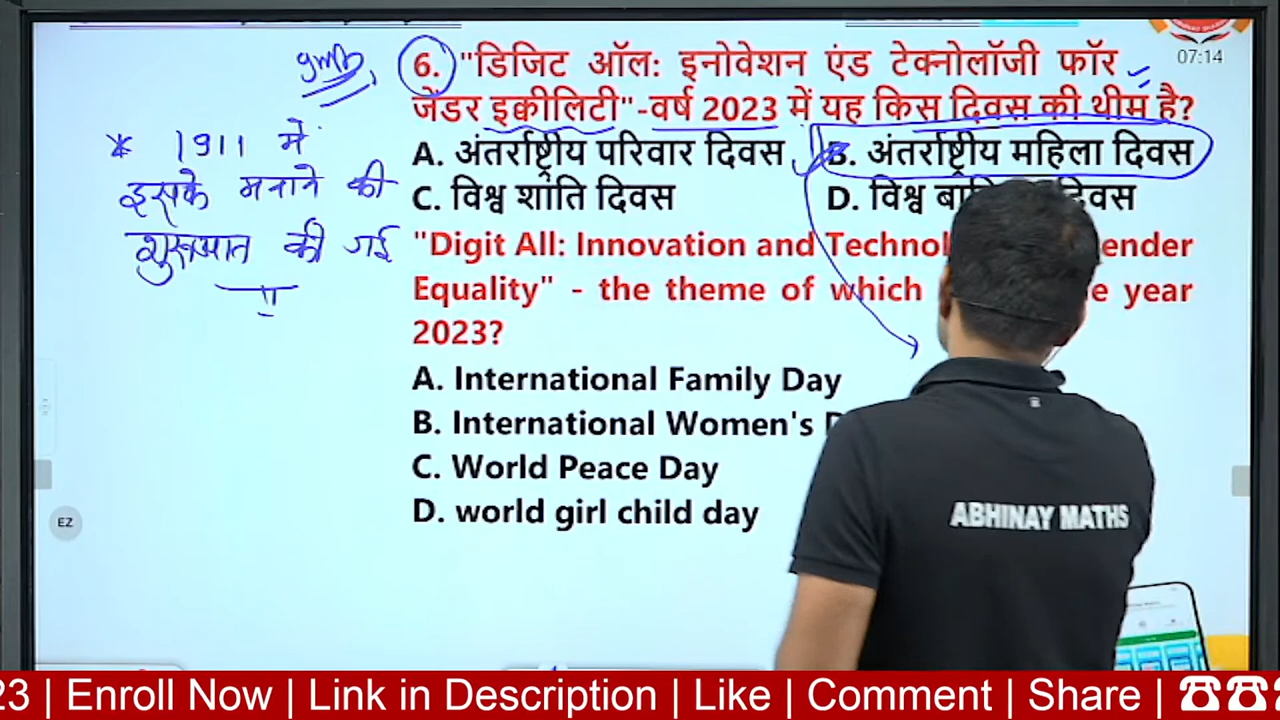 07:14
6. "डिजिट ऑल: इनोवेशन एंड टेक्नोलॉजी फॉर
जेंडर इक्वीलिटी"-वर्ष 2023 में यह किस दिवस की थीम है?
A. अंतर्राष्ट्रीय परिवार दिवस B. अंतर्राष्ट्रीय महिला दिवस
C. विश्व शांति दिवस D. विश्व दिवस
* 1911 में
इसके मनाने की
शुरुआत की गई
"Digit All: Innovation and ender
Equality" - the theme of which year
2023?
A. International Family Day
B. International Women's
C. World Peace Day
D. world girl child day
EZ
ABHINAY MATHS
23 | Enroll Now | Link in Description | Like | Comment | Share |